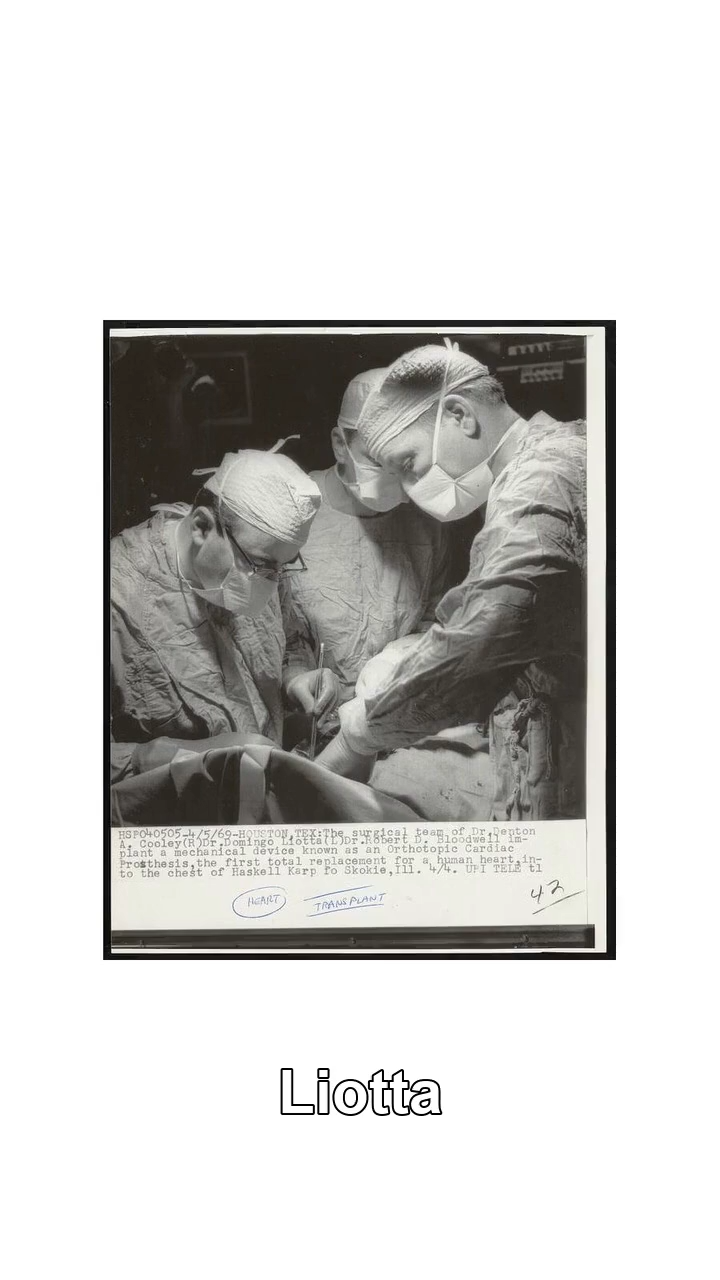 HSP040505-4/5/69-HOUSTON,TEX:The surgical team of Dr.Denton
A. Cooley(R)Dr.Domingo Liotta(L)Dr.Robert D. Bloodwell im-
plant a mechanical device known as an Orthotopic Cardiac
Prosthesis,the first total replacement for a human heart,in-
to the chest of Haskell Karp fo Skokie,Ill. 4/4. UPI TELE tl
HEART TRANSPLANT
42
Liotta